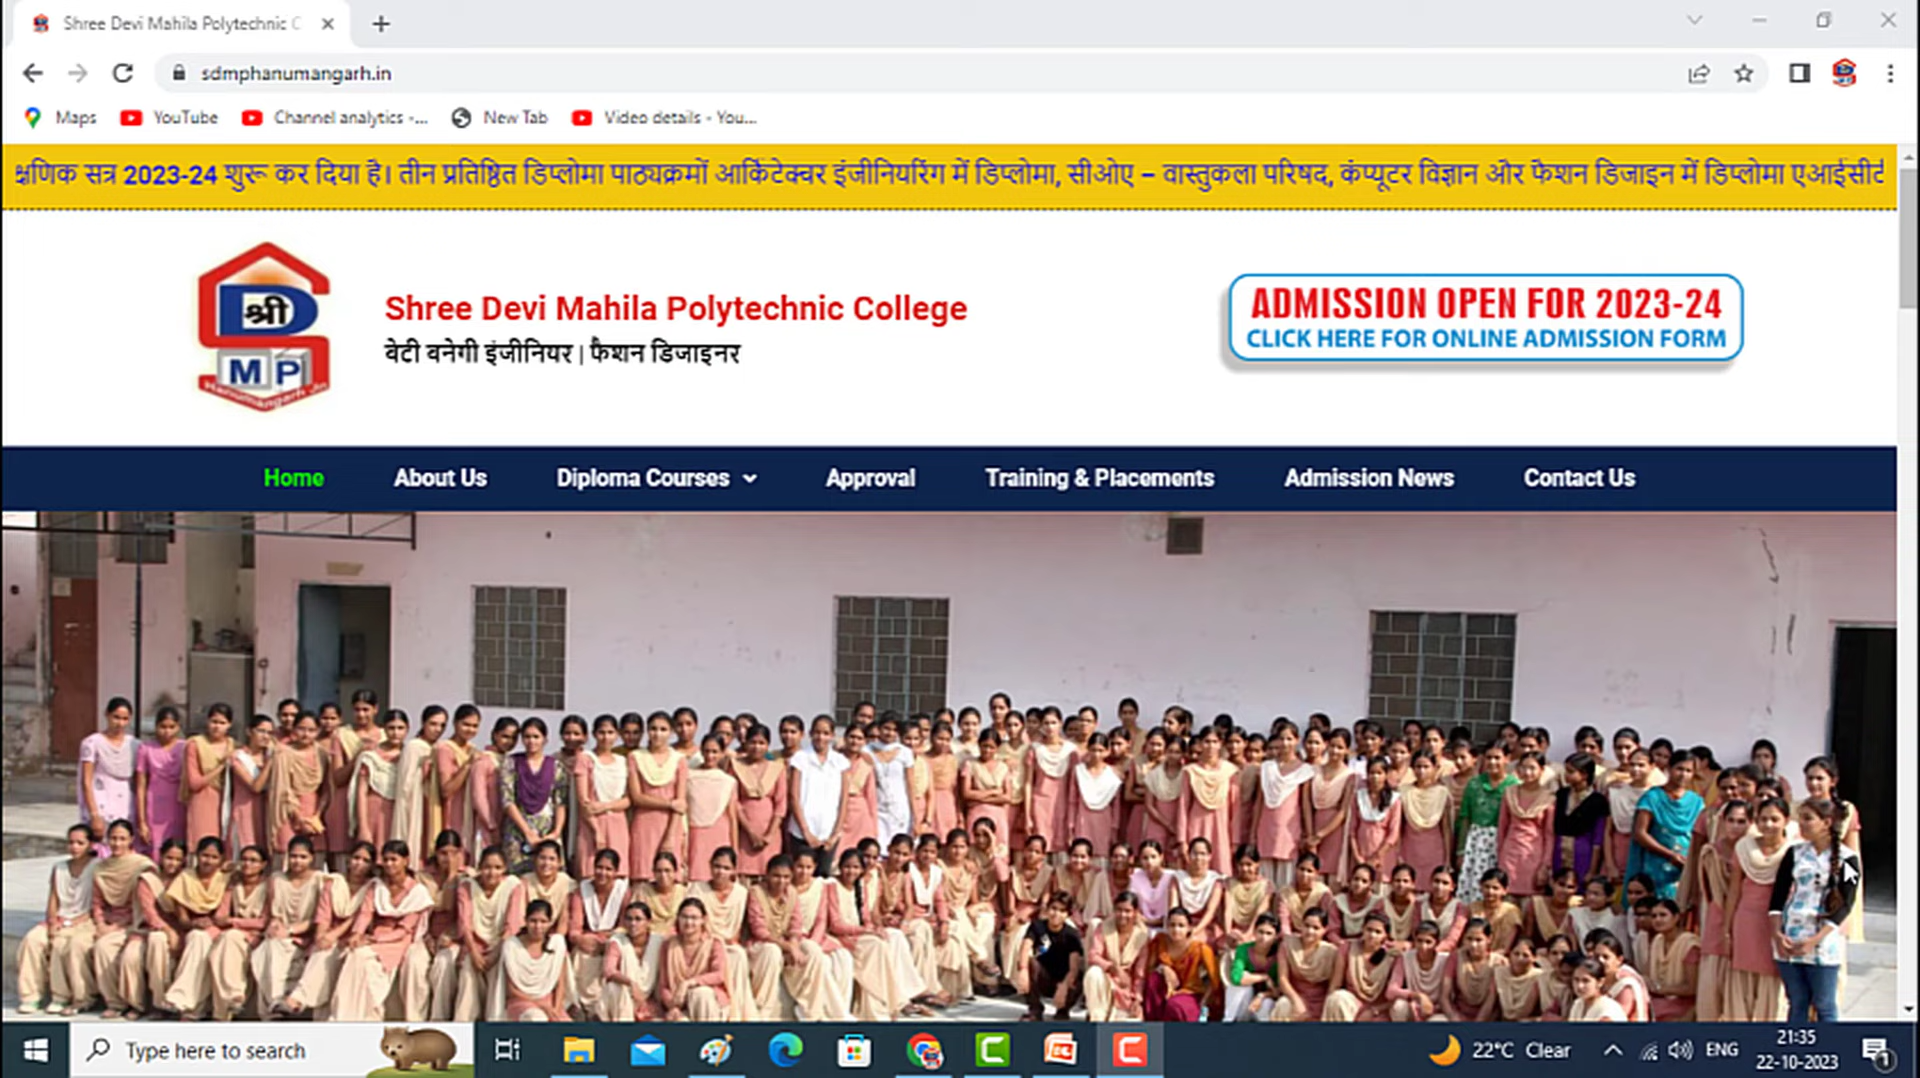 Shree Devi Mahila Polytechnic C
sdmphanumangarh.in
Maps YouTube Channel analytics -... New Tab Video details - You...
क्षणिक सत्र 2023-24 शुरू कर दिया है। तीन प्रतिष्ठित डिप्लोमा पाठ्यक्रमों आर्किटेक्चर इंजीनियरिंग में डिप्लोमा, सीओए – वास्तुकला परिषद, कंप्यूटर विज्ञान और फैशन डिजाइन में डिप्लोमा एआईसीटी
श्री
M P
Hanumangarh Jn
Shree Devi Mahila Polytechnic College
बेटी बनेगी इंजीनियर | फैशन डिजाइनर
ADMISSION OPEN FOR 2023-24
CLICK HERE FOR ONLINE ADMISSION FORM
Home About Us Diploma Courses Approval Training & Placements Admission News Contact Us
Type here to search
22°C Clear
ENG
21:35
22-10-2023
1